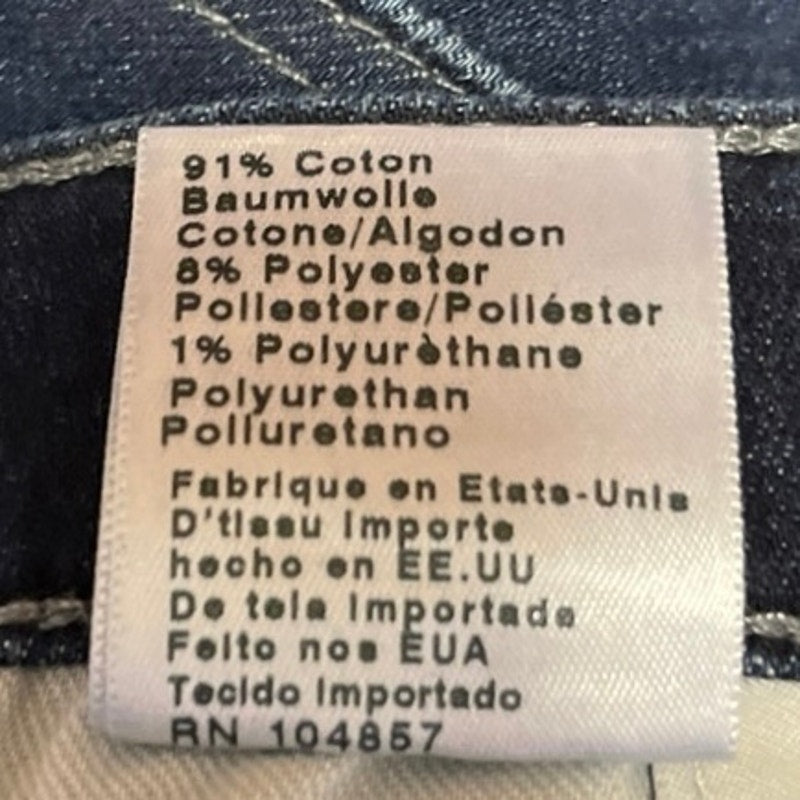 91% Coton
Baumwolle
Cotone/Algodon
8% Polyester
Poliestere/Poliéster
1% Polyurèthane
Polyurethan
Poliuretano
Fabrique en Etats-Unis
D'tissu Importe
hecho en EE.UU
De tela Importada
Feito nos EUA
Tecido Importado
RN 104857